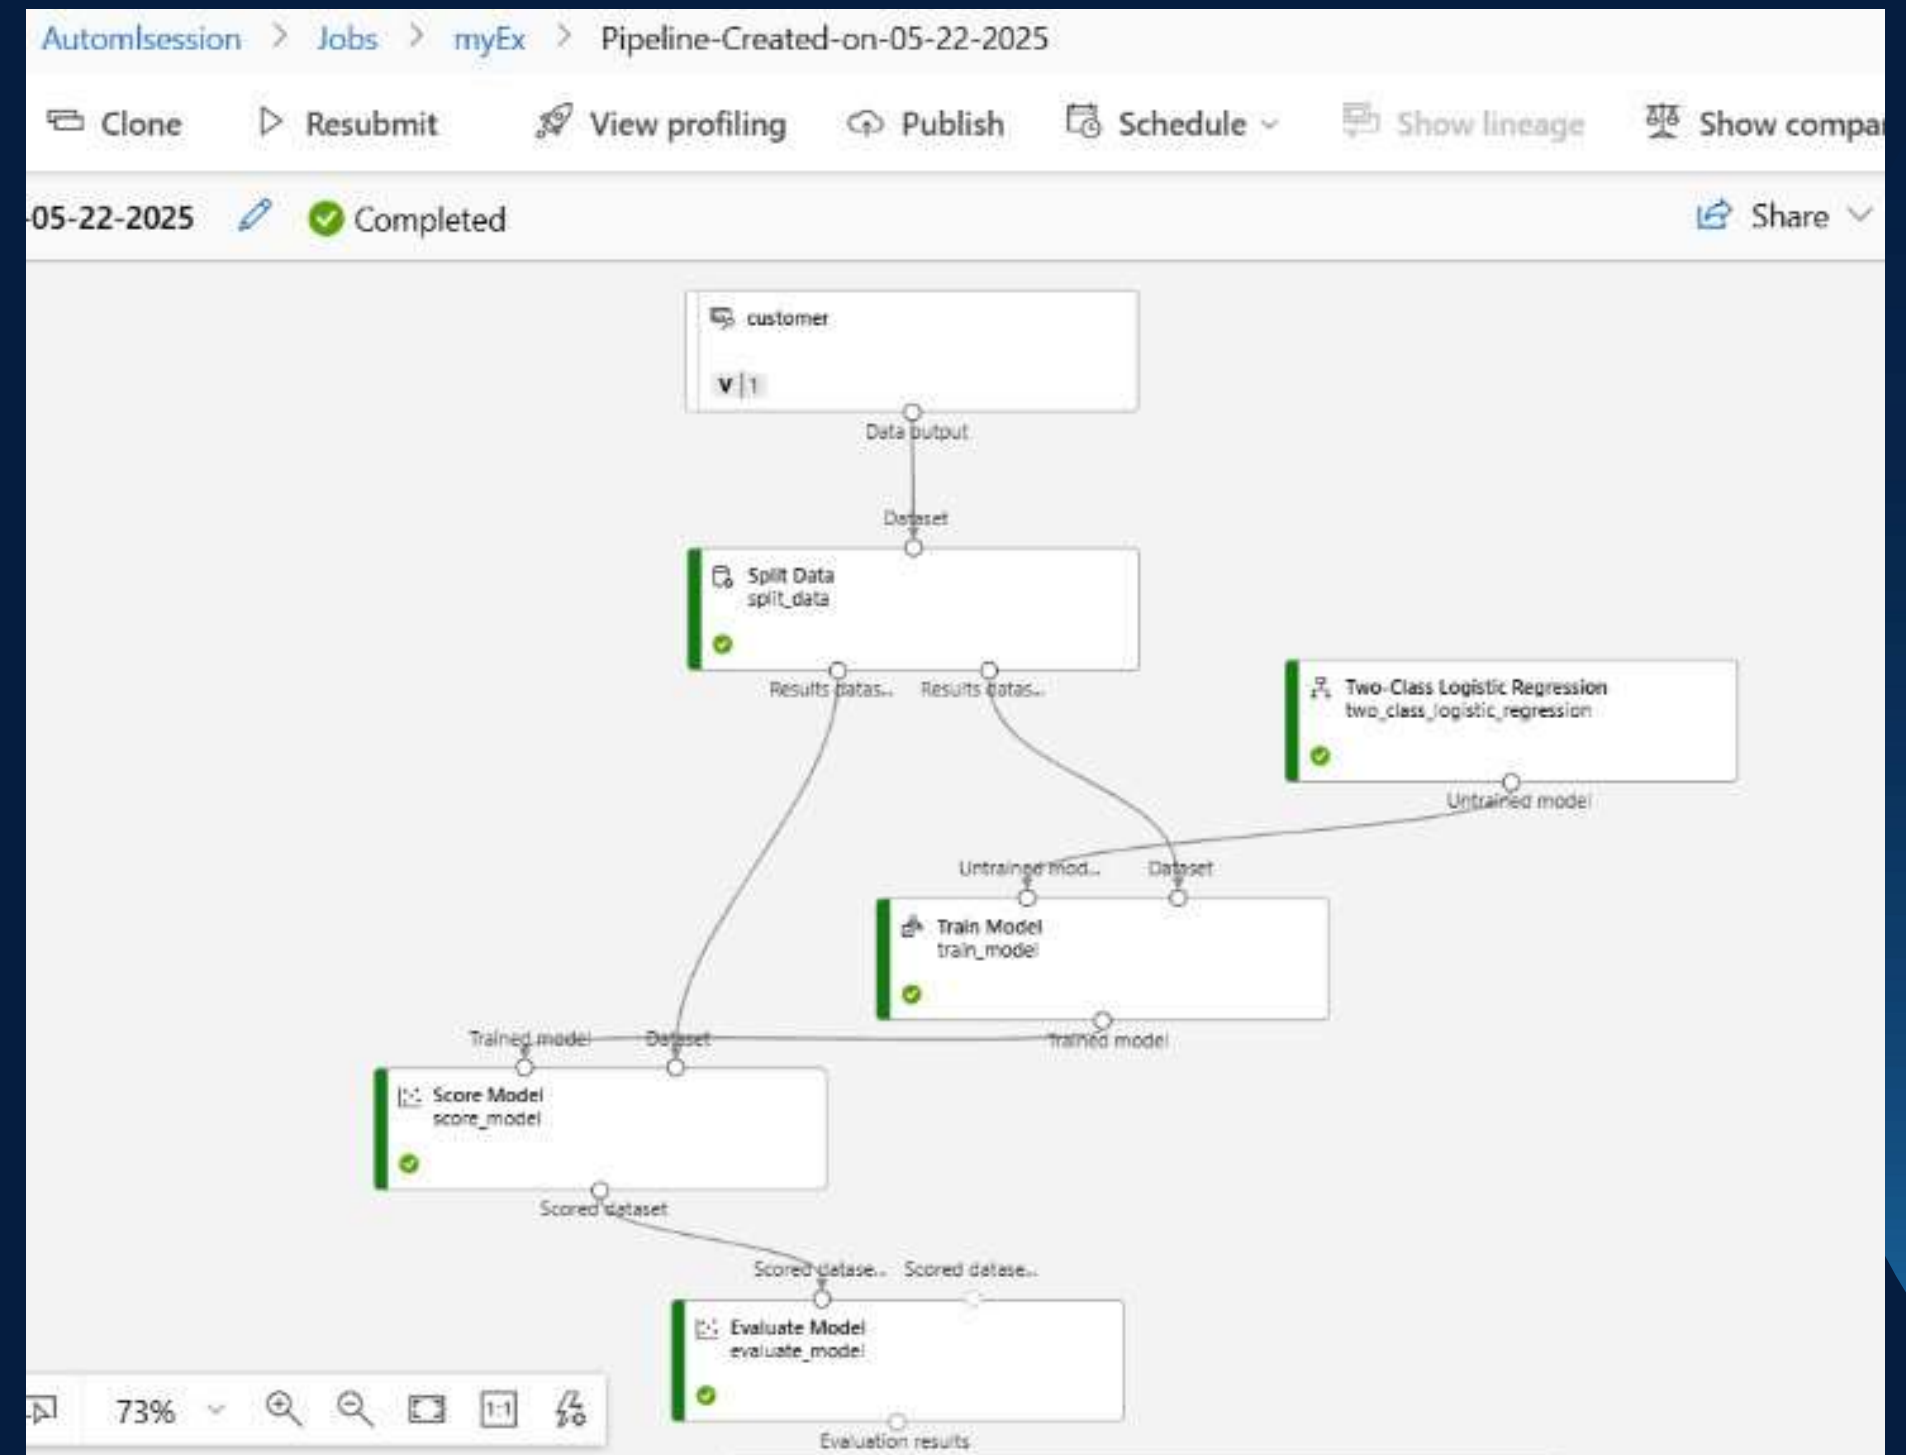 Automlsession > Jobs > myEx > Pipeline-Created-on-05-22-2025
Clone Resubmit View profiling Publish Schedule Show lineage Show compa
-05-22-2025 Completed Share
customer
V | 1
Data output
Dataset
Split Data
split_data
Results datas... Results datas...
Two-Class Logistic Regression
two_class_logistic_regression
Untrained model
Untrained mod... Dataset
Train Model
train_model
Trained model
Trained model Dataset
Score Model
score_model
Scored dataset
Scored datase... Scored datase...
Evaluate Model
evaluate_model
Evaluation results
73% 1:1